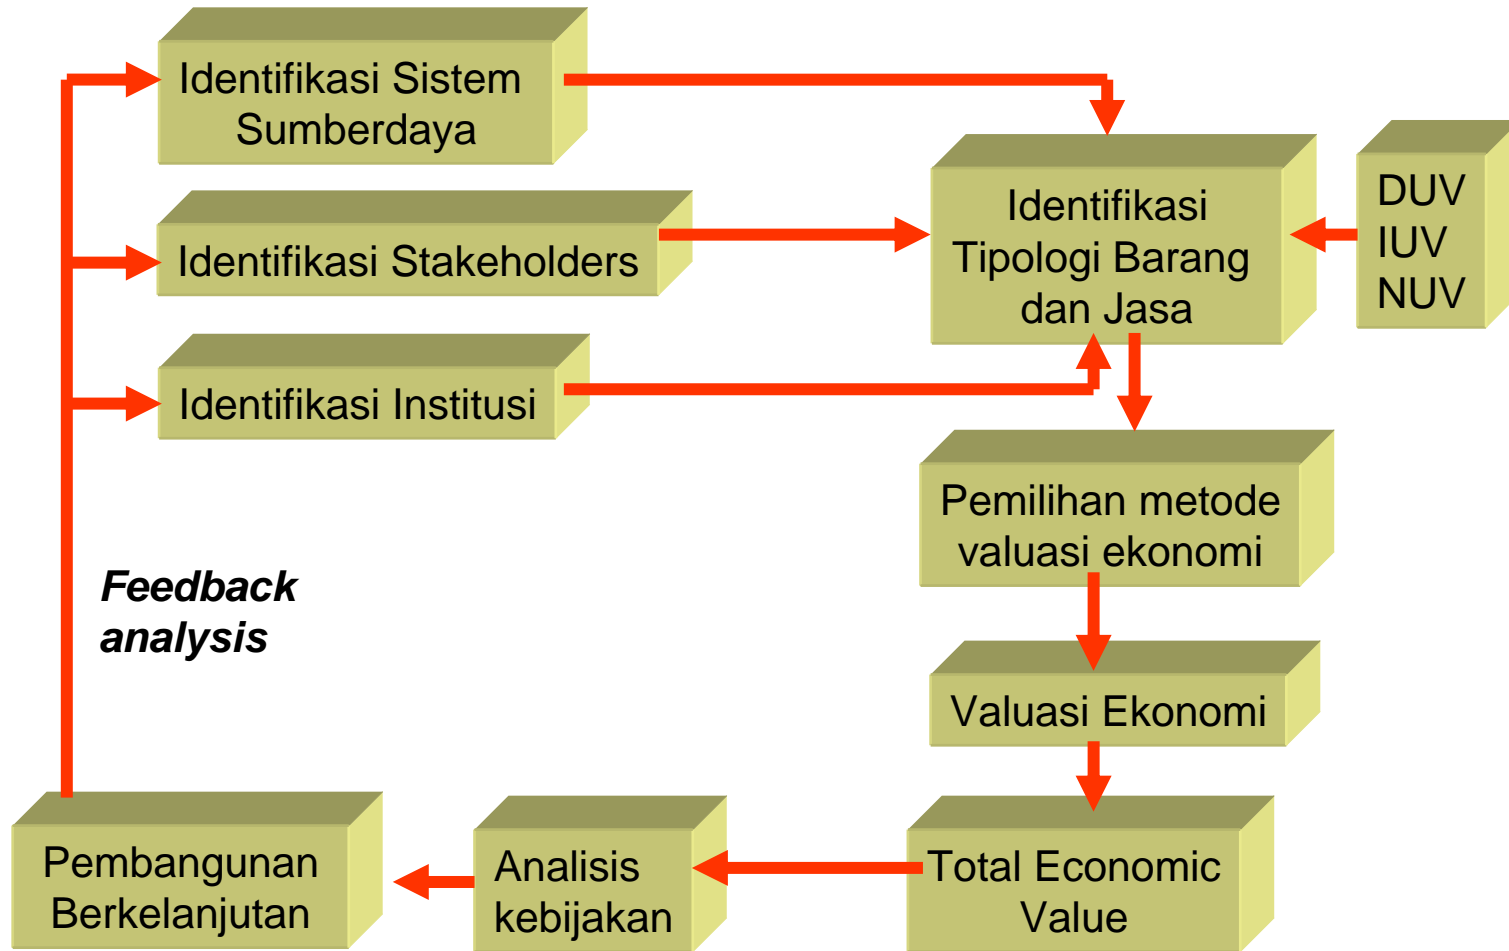 Identifikasi Sistem
Sumberdaya
Identifikasi Stakeholders
Identifikasi Institusi
Identifikasi
Tipologi Barang
dan Jasa
DUV
IUV
NUV
Pemilihan metode
valuasi ekonomi
Valuasi Ekonomi
Total Economic
Value
Analisis
kebijakan
Pembangunan
Berkelanjutan
Feedback
analysis